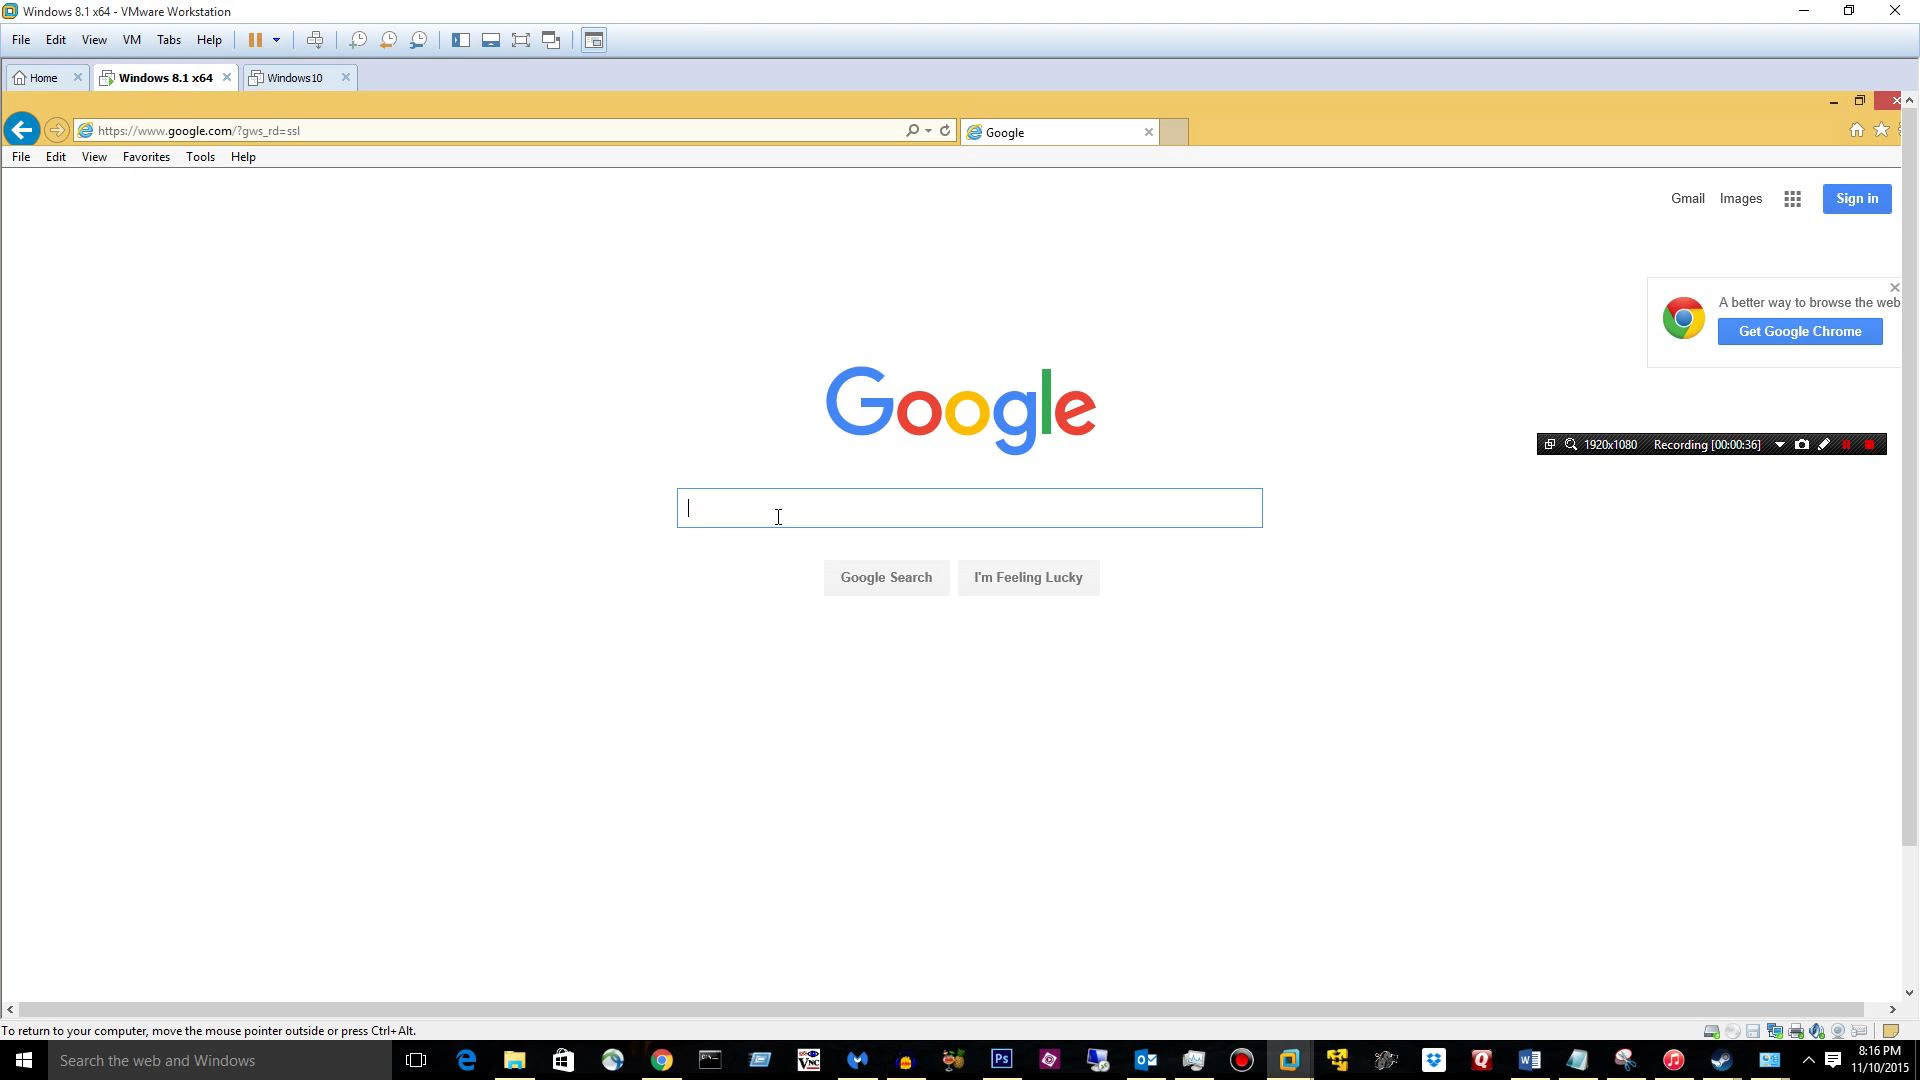 Windows 8.1 x64 - VMware Workstation
File Edit View VM Tabs Help
Home Windows 8.1 x64 Windows10
https://www.google.com/?gws_rd=ssl Google
File Edit View Favorites Tools Help
Gmail Images Sign in
A better way to browse the web
Get Google Chrome
Google
1920x1080 Recording [00:00:36]
Google Search I'm Feeling Lucky
To return to your computer, move the mouse pointer outside or press Ctrl+Alt.
Search the web and Windows
Ps
8:16 PM
11/10/2015